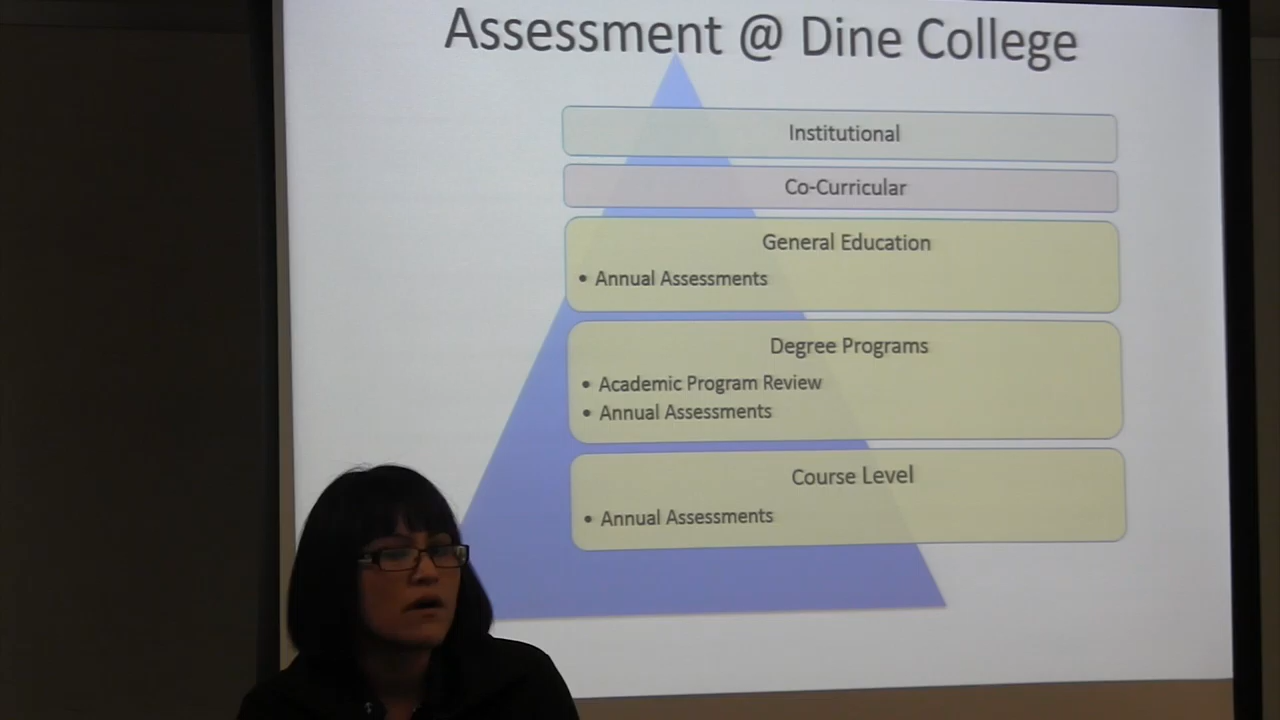 Assessment @ Dine College
Institutional
Co-Curricular
General Education
• Annual Assessments
Degree Programs
• Academic Program Review
• Annual Assessments
Course Level
• Annual Assessments